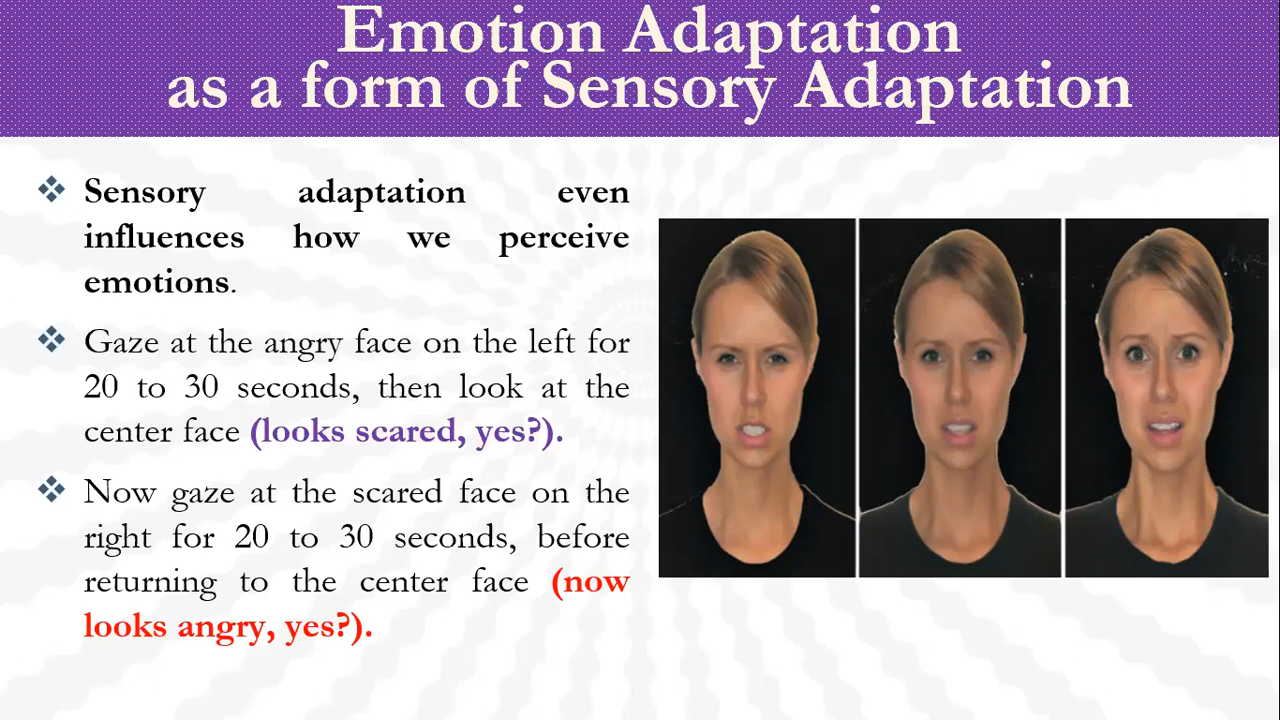 Emotion Adaptation
as a form of Sensory Adaptation
Sensory adaptation even
influences how we perceive
emotions.
Gaze at the angry face on the left for
20 to 30 seconds, then look at the
center face (looks scared, yes?).
Now gaze at the scared face on the
right for 20 to 30 seconds, before
returning to the center face (now
looks angry, yes?).